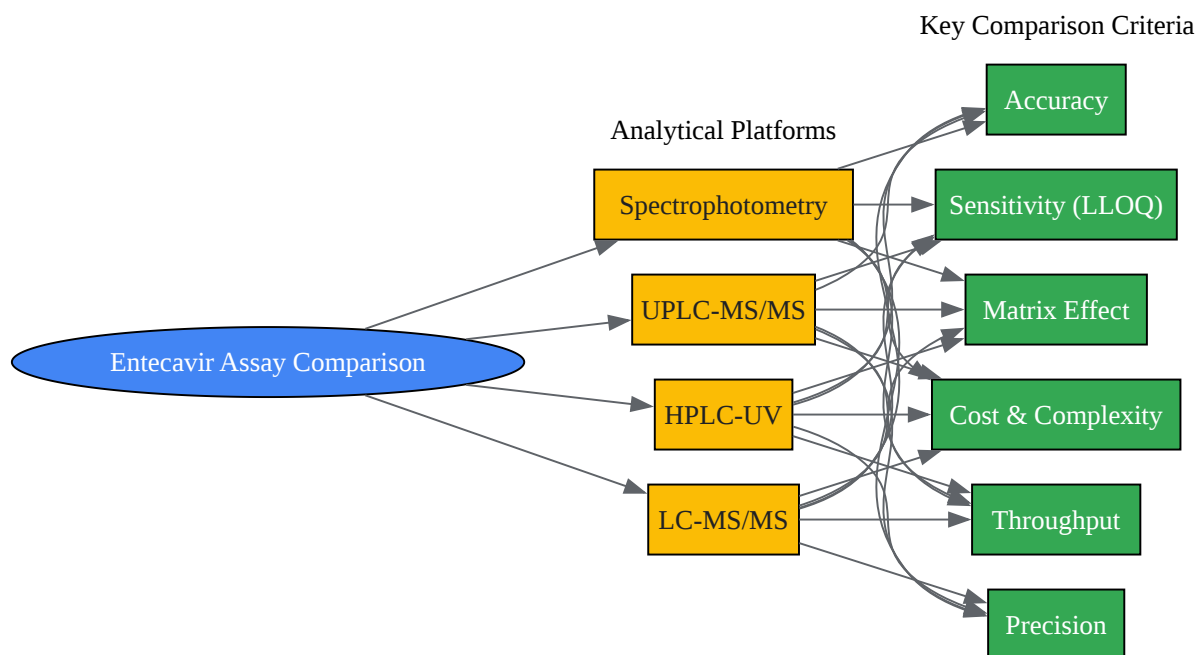 Key Comparison Criteria
Accuracy
Analytical Platforms
Spectrophotometry
Sensitivity (LLOQ)
UPLC-MS/MS
Matrix Effect
Entecavir Assay Comparison
HPLC-UV
Cost & Complexity
LC-MS/MS
Throughput
Precision